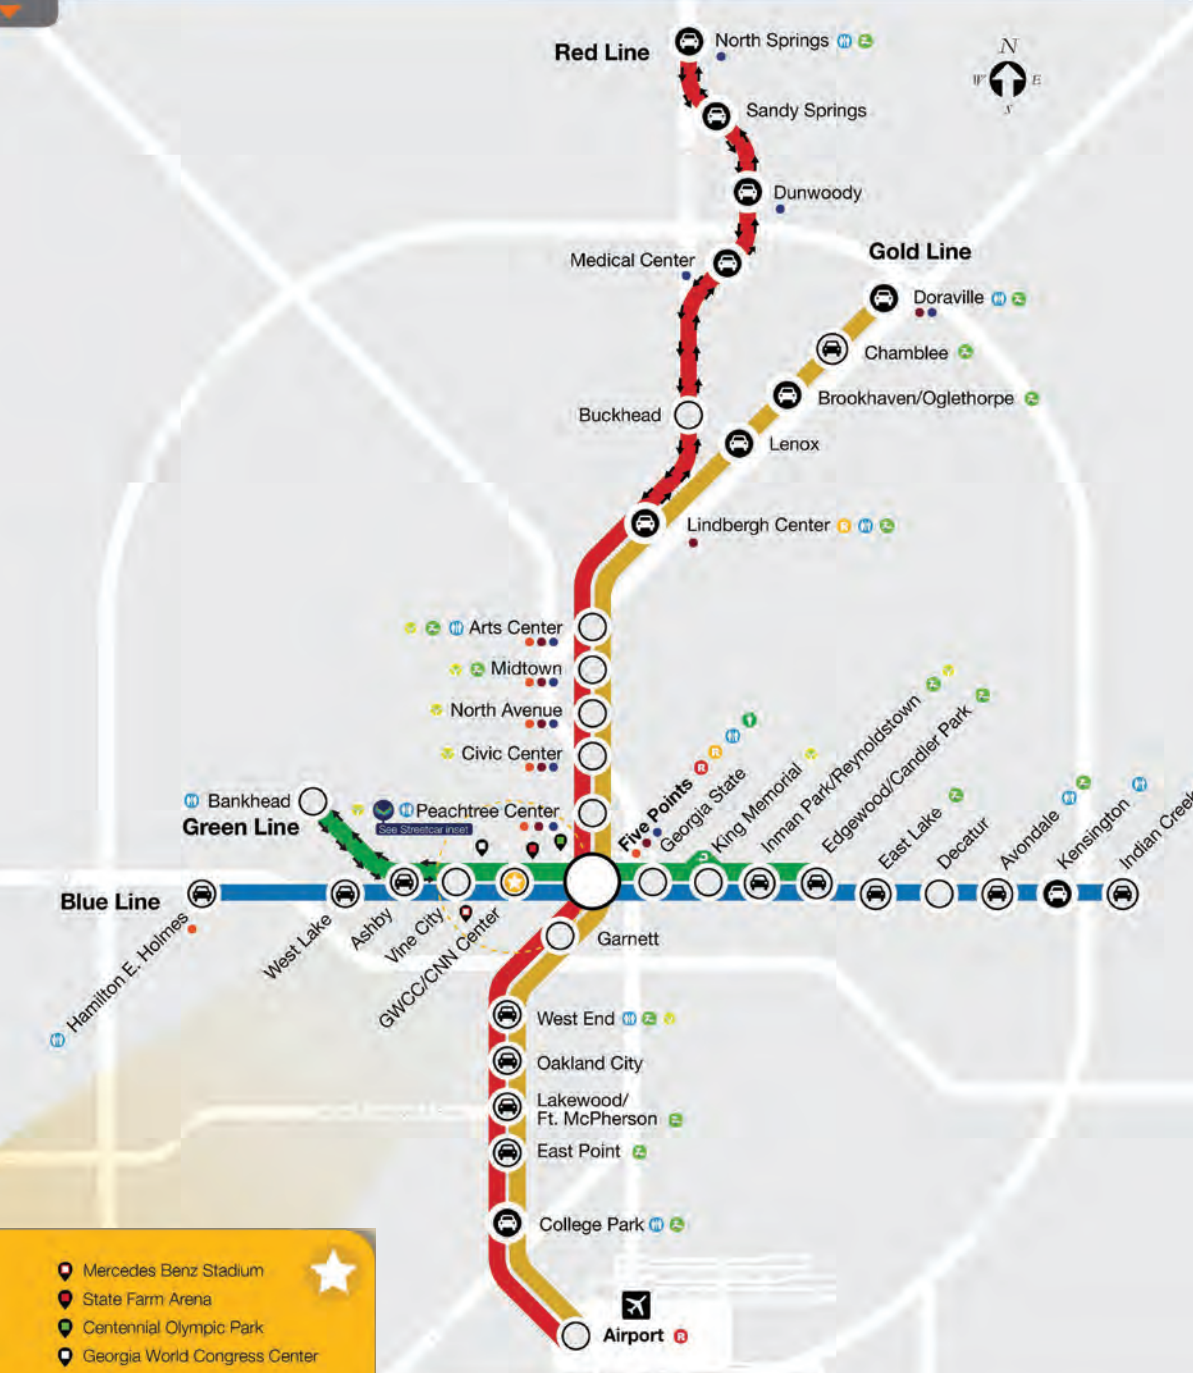 Red Line
North Springs
N
W
E
S
Sandy Springs
Dunwoody
Medical Center
Gold Line
Doraville
Chamblee
Buckhead
Brookhaven/Oglethorpe
Lenox
Lindbergh Center R
Arts Center
Midtown
North Avenue
Civic Center
Bankhead
Green Line
Peachtree Center
See Streetcar inset
Five Points R R
Georgia State
King Memorial
Inman Park/Reynoldstown
Edgewood/Candler Park
East Lake
Decatur
Avondale
Kensington
Indian Creek
Blue Line
Hamilton E. Holmes
West Lake
Ashby
Vine City
GWCC/CNN Center
Garnett
West End
Oakland City
Lakewood/
Ft. McPherson
East Point
College Park
Airport R
Mercedes Benz Stadium
State Farm Arena
Centennial Olympic Park
Georgia World Congress Center